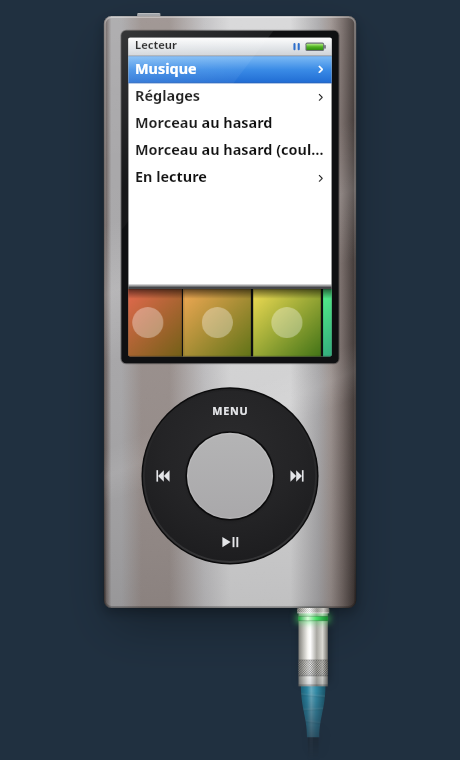 Lecteur
Musique
Réglages
Morceau au hasard
Morceau au hasard (coul...
En lecture
MENU